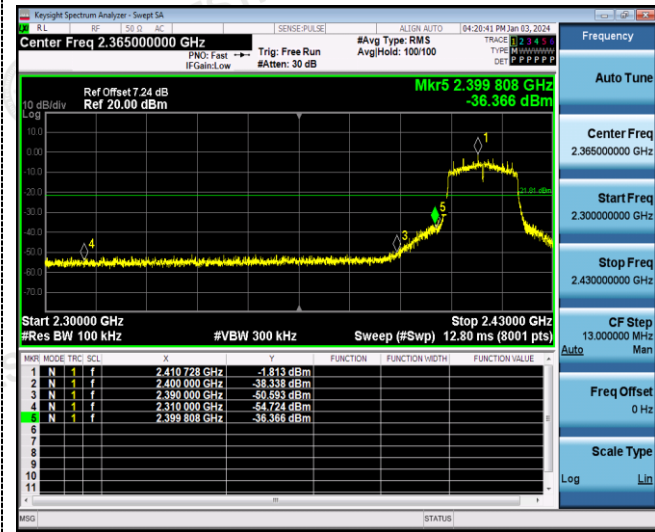 Keysight Spectrum Analyzer - Swept SA
RL RF 50 Ω AC SENSE:PULSE ALIGN AUTO 04:20:41 PM Jan 03, 2024
Center Freq 2.365000000 GHz #Avg Type: RMS TRACE 1 2 3 4 5 6
PNO: Fast Trig: Free Run Avg|Hold: 100/100 TYPE M W W W W W
IFGain:Low #Atten: 30 dB DET P P P P P P
Mkr5 2.399 808 GHz
-36.366 dBm
Ref Offset 7.24 dB
10 dB/div Ref 20.00 dBm
Log
10.0
0.00
-10.0
-20.0
-30.0
-40.0
-50.0
-60.0
-70.0
1
-21.81 dBm
5
3
4
Start 2.30000 GHz Stop 2.43000 GHz
#Res BW 100 kHz #VBW 300 kHz Sweep (#Swp) 12.80 ms (8001 pts)
MKR MODE TRC SCL X Y FUNCTION FUNCTION WIDTH FUNCTION VALUE
1 N 1 f 2.410 728 GHz -1.813 dBm
2 N 1 f 2.400 000 GHz -38.338 dBm
3 N 1 f 2.390 000 GHz -50.593 dBm
4 N 1 f 2.310 000 GHz -54.724 dBm
5 N 1 f 2.399 808 GHz -36.366 dBm
6
7
8
9
10
11
MSG STATUS
Frequency
Auto Tune
Center Freq
2.365000000 GHz
Start Freq
2.300000000 GHz
Stop Freq
2.430000000 GHz
CF Step
13.000000 MHz
Auto Man
Freq Offset
0 Hz
Scale Type
Log Lin